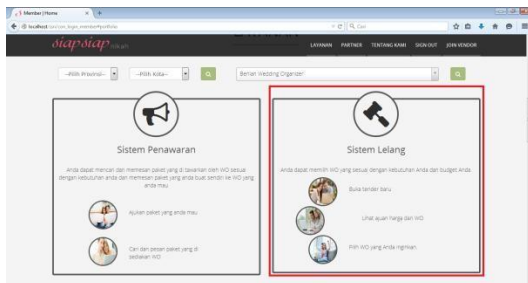 Member | Home
localhost
siapsiap nikah
LAYANAN PARTNER TENTANG KAMI SIGN OUT JOIN VENDOR
--Pilih Provinsi-- --Pilih Kota-- Berlian Wedding Organizer
Sistem Penawaran
Anda dapat mencari dan memesan paket yang di tawarkan oleh WO sesuai
dengan kebutuhan anda dan memesan paket yang anda buat sendiri ke WO yang
anda mau
Ajukan paket yang anda mau
Cari dan pesan paket yang di
sediakan WO
Sistem Lelang
Anda dapat memilih WO yang sesuai dengan kebutuhan Anda dan budget Anda.
Buka tender baru
Lihat ajuan harga dari WO
Pilih WO yang Anda inginkan